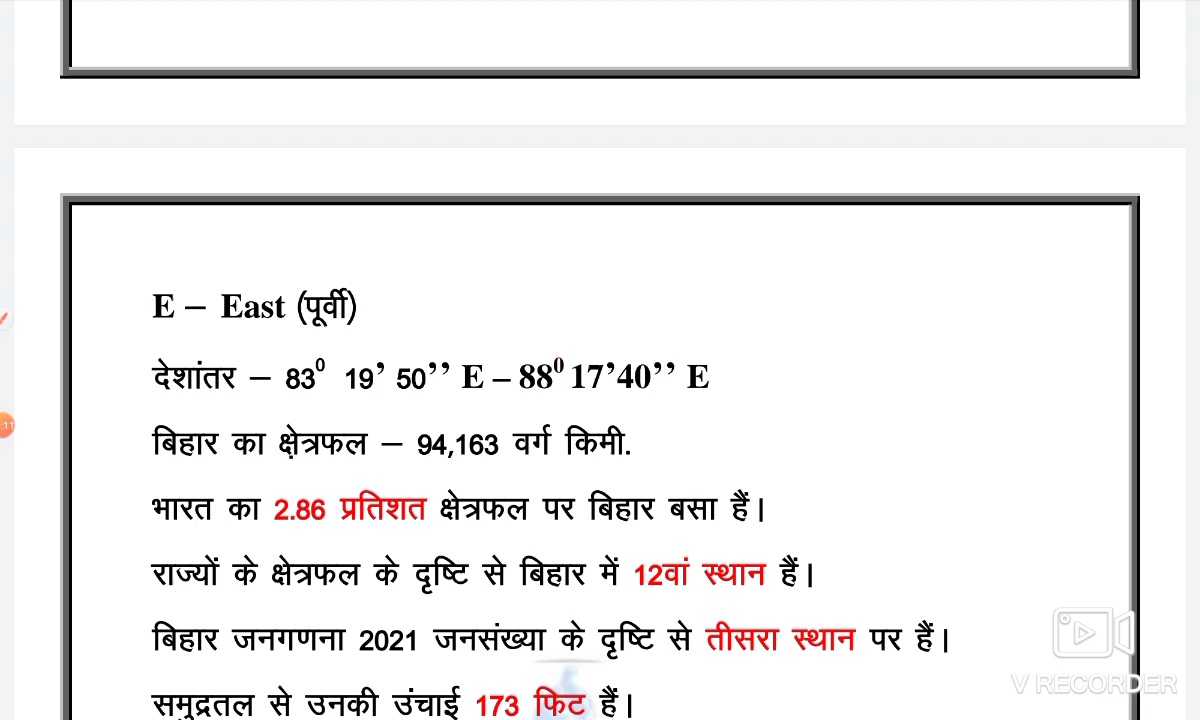 E – East (पूर्वी)
देशांतर – 83⁰ 19’ 50’’ E – 88⁰ 17’40’’ E
बिहार का क्षे़त्रफल – 94,163 वर्ग किमी.
भारत का 2.86 प्रतिशत क्षेत्रफल पर बिहार बसा हैं।
राज्यों के क्षेत्रफल के दृष्टि से बिहार में 12वां स्थान हैं।
बिहार जनगणना 2021 जनसंख्या के दृष्टि से तीसरा स्थान पर हैं।
समुद्रतल से उनकी उंचाई 173 फिट हैं।
:11
V RECORDER